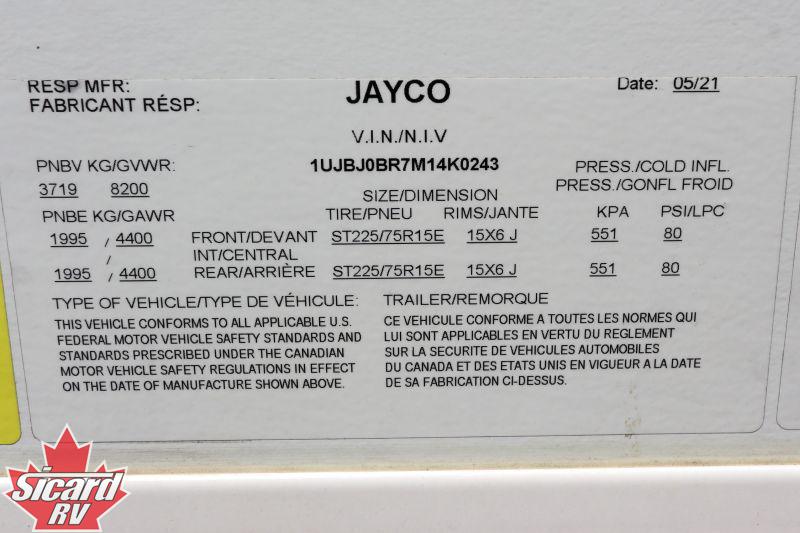 RESP MFR: JAYCO Date: 05/21
FABRICANT RÉSP:
V.I.N./N.I.V
PNBV KG/GVWR: 1UJBJ0BR7M14K0243 PRESS./COLD INFL.
3719 8200 SIZE/DIMENSION PRESS./GONFL FROID
PNBE KG/GAWR TIRE/PNEU RIMS/JANTE KPA PSI/LPC
1995 / 4400 FRONT/DEVANT ST225/75R15E 15X6 J 551 80
/ INT/CENTRAL
1995 / 4400 REAR/ARRIÈRE ST225/75R15E 15X6 J 551 80
TYPE OF VEHICLE/TYPE DE VÉHICULE: TRAILER/REMORQUE
THIS VEHICLE CONFORMS TO ALL APPLICABLE U.S.
FEDERAL MOTOR VEHICLE SAFETY STANDARDS AND
STANDARDS PRESCRIBED UNDER THE CANADIAN
MOTOR VEHICLE SAFETY REGULATIONS IN EFFECT
ON THE DATE OF MANUFACTURE SHOWN ABOVE.
CE VEHICULE CONFORME A TOUTES LES NORMES QUI
LUI SONT APPLICABLES EN VERTU DU REGLEMENT
SUR LA SECURITE DE VEHICULES AUTOMOBILES
DU CANADA ET DES ETATS UNIS EN VIGUEUR A LA DATE
DE SA FABRICATION CI-DESSUS.
Sicard
RV